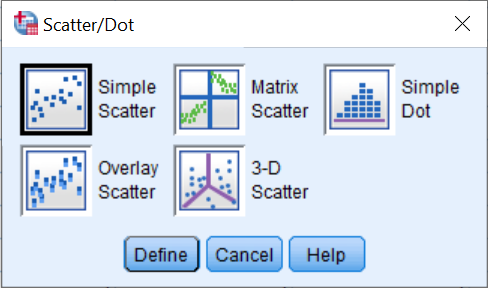 Scatter/Dot
Simple
Scatter
Matrix
Scatter
Simple
Dot
Overlay
Scatter
3-D
Scatter
Define
Cancel
Help